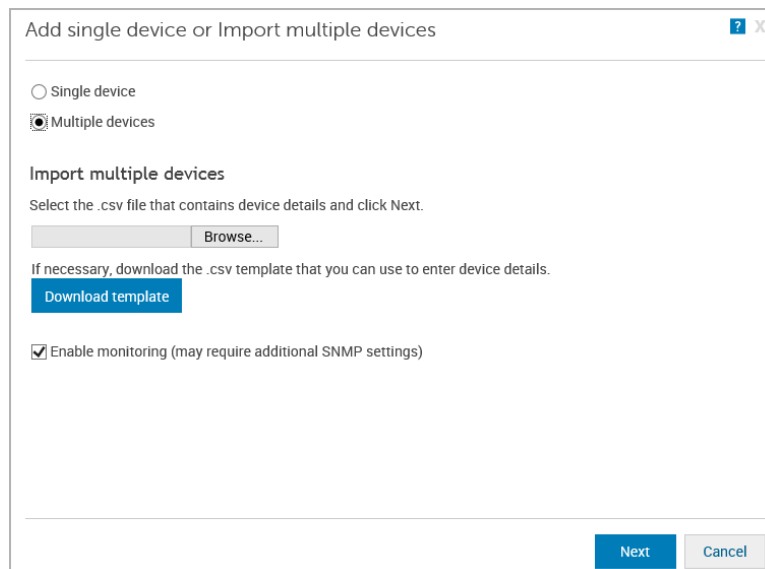 Add single device or Import multiple devices
? X
Single device
Multiple devices
Import multiple devices
Select the .csv file that contains device details and click Next.
Browse...
If necessary, download the .csv template that you can use to enter device details.
Download template
Enable monitoring (may require additional SNMP settings)
Next Cancel